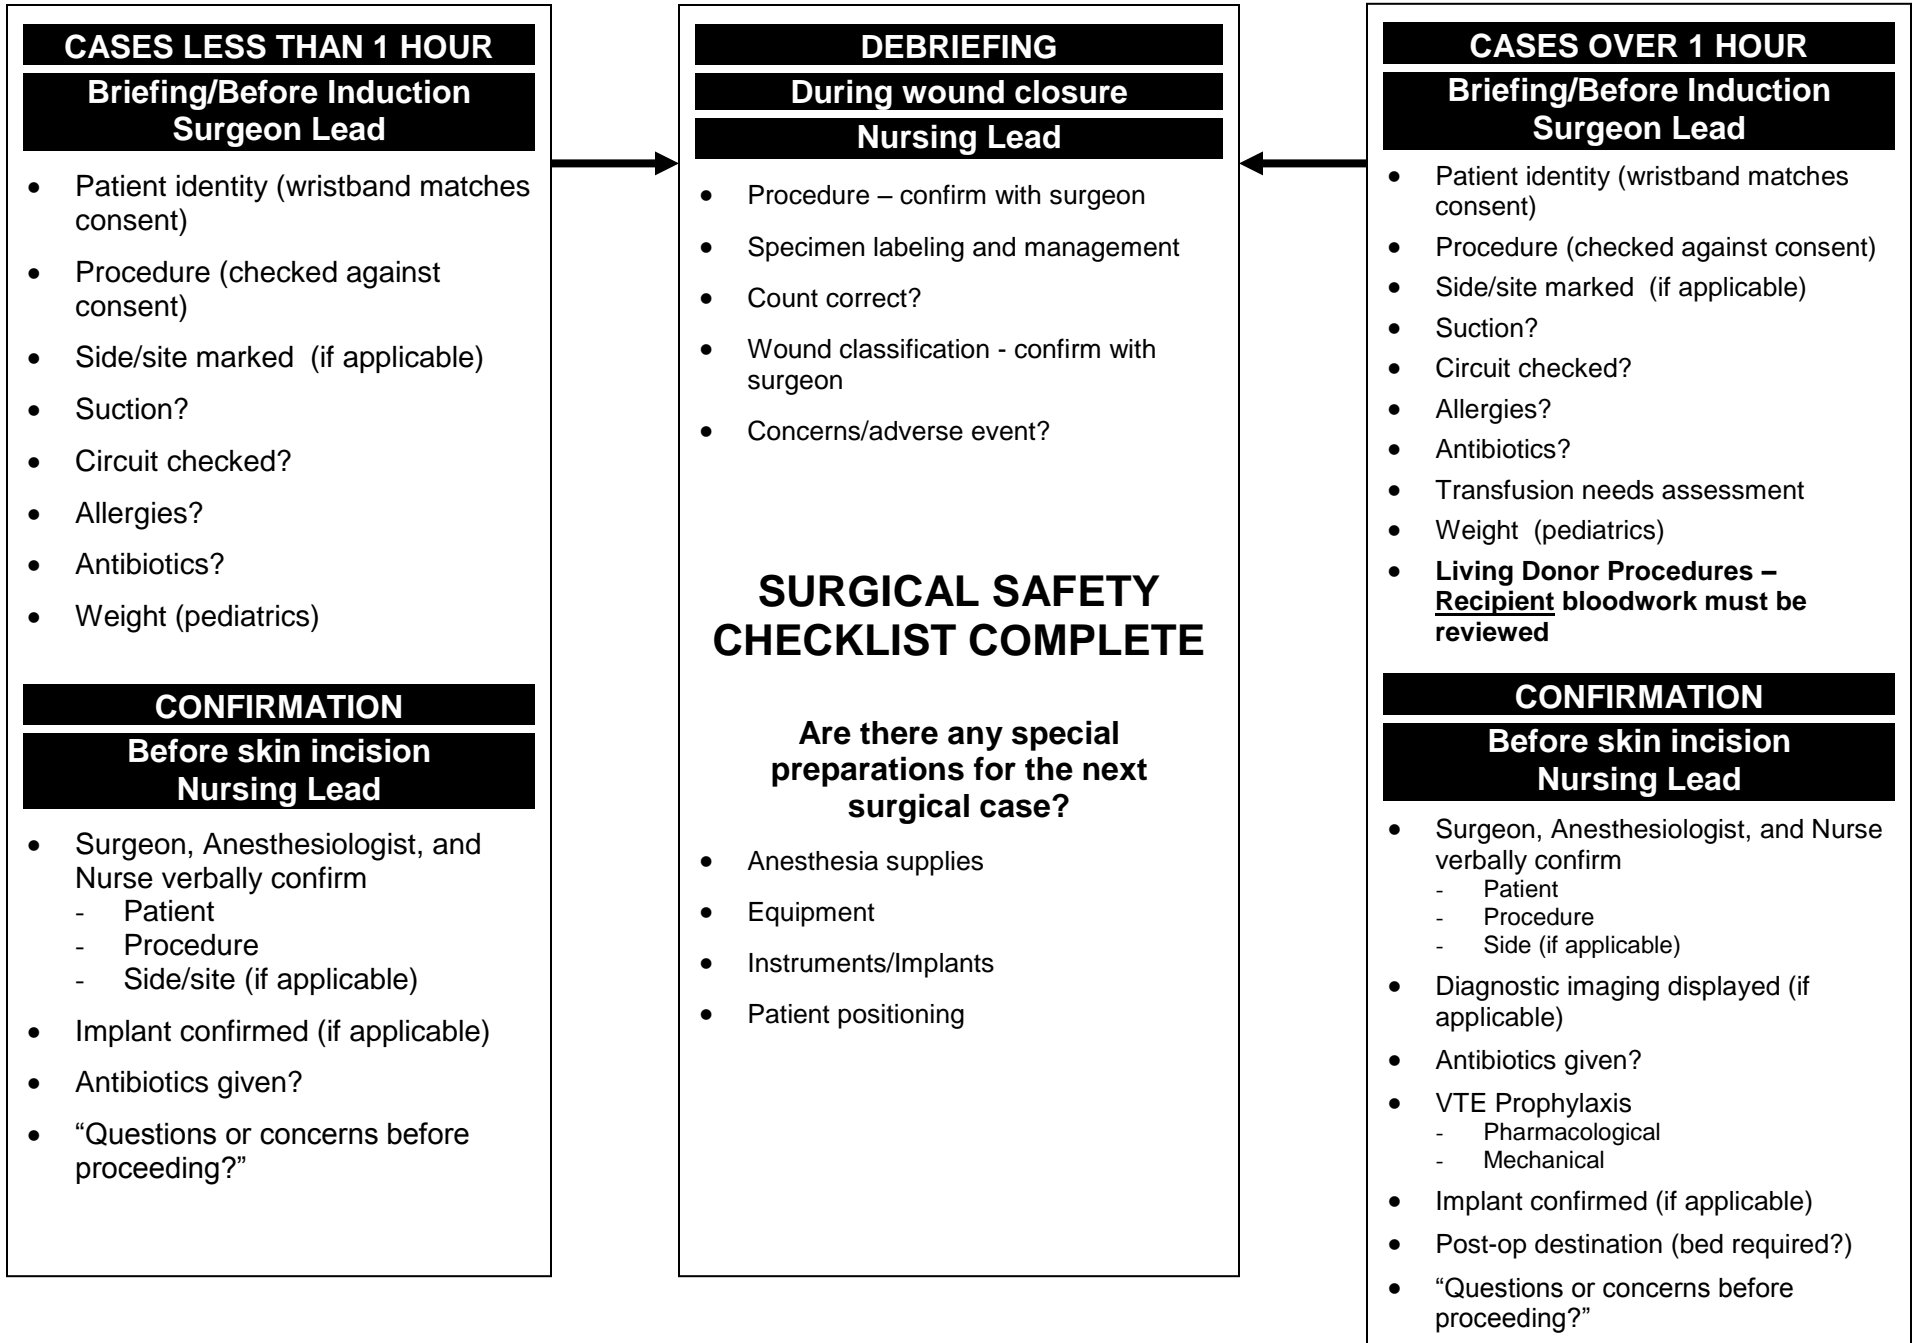 CASES LESS THAN 1 HOUR
Briefing/Before Induction
Surgeon Lead
• Patient identity (wristband matches
consent)
• Procedure (checked against
consent)
• Side/site marked  (if applicable)
• Suction?
• Circuit checked?
• Allergies?
• Antibiotics?
• Weight (pediatrics)
CONFIRMATION
Before skin incision
Nursing Lead
• Surgeon, Anesthesiologist, and
Nurse verbally confirm
- Patient
- Procedure
- Side/site (if applicable)
• Implant confirmed (if applicable)
• Antibiotics given?
• “Questions or concerns before
proceeding?”
DEBRIEFING
During wound closure
Nursing Lead
• Procedure – confirm with surgeon
• Specimen labeling and management
• Count correct?
• Wound classification - confirm with
surgeon
• Concerns/adverse event?
SURGICAL SAFETY
CHECKLIST COMPLETE
Are there any special
preparations for the next
surgical case?
• Anesthesia supplies
• Equipment
• Instruments/Implants
• Patient positioning
CASES OVER 1 HOUR
Briefing/Before Induction
Surgeon Lead
• Patient identity (wristband matches
consent)
• Procedure (checked against consent)
• Side/site marked  (if applicable)
• Suction?
• Circuit checked?
• Allergies?
• Antibiotics?
• Transfusion needs assessment
• Weight  (pediatrics)
• Living Donor Procedures –
Recipient bloodwork must be
reviewed
CONFIRMATION
Before skin incision
Nursing Lead
• Surgeon, Anesthesiologist, and Nurse
verbally confirm
- Patient
- Procedure
- Side (if applicable)
• Diagnostic imaging displayed (if
applicable)
• Antibiotics given?
• VTE Prophylaxis
- Pharmacological
- Mechanical
• Implant confirmed (if applicable)
• Post-op destination (bed required?)
• “Questions or concerns before
proceeding?”